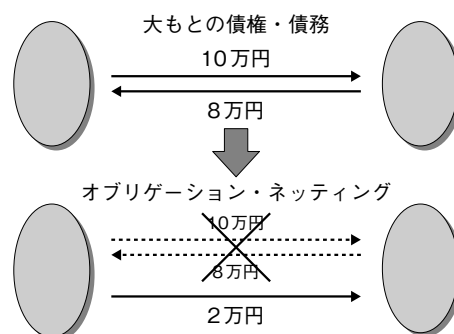 大もとの債権・債務
10万円
8万円
オブリゲーション・ネッティング
10万円
8万円
2万円